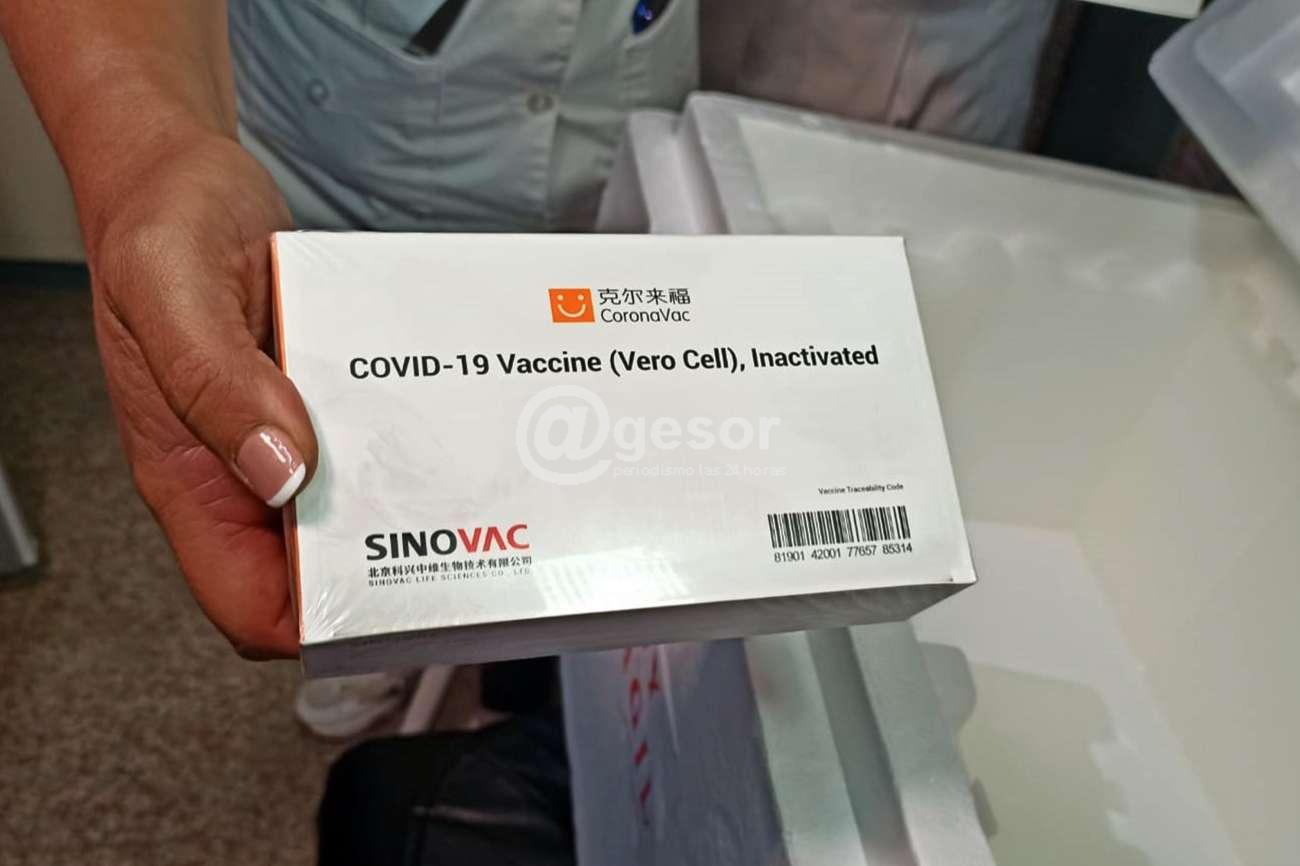 克尔来福
CoronaVac
COVID-19 Vaccine (Vero Cell), Inactivated
@gesor
periodismo las 24 horas
Vaccine Traceability Code
81901 42001 77657 85314
SINOVAC
北京科兴中维生物技术有限公司
SINOVAC LIFE SCIENCES CO., LTD.